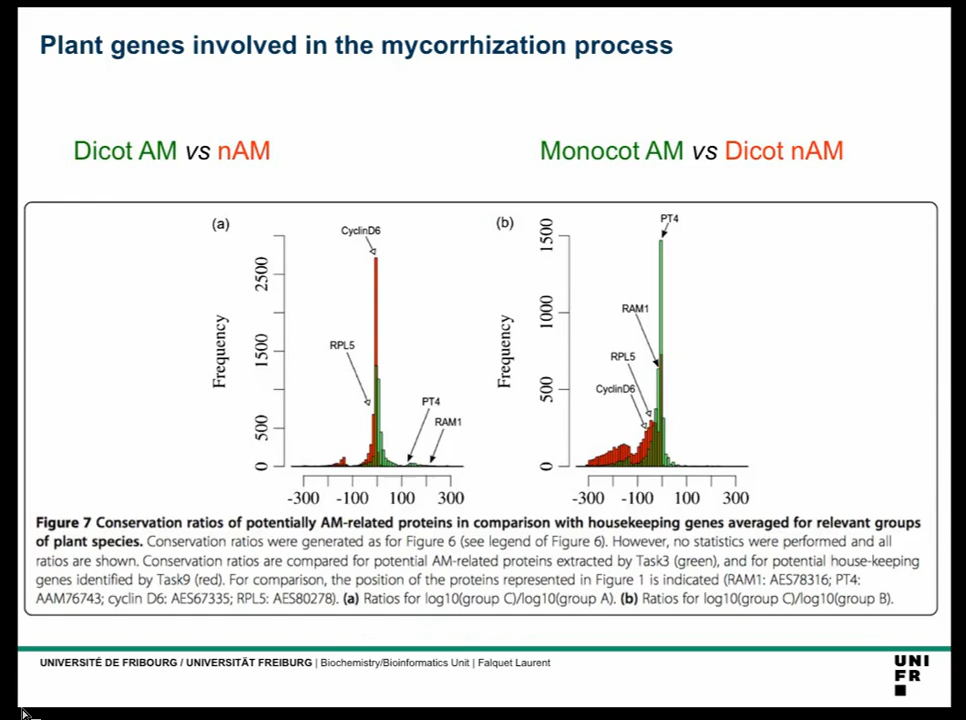 Plant genes involved in the mycorrhization process
Dicot AM vs nAM
Monocot AM vs Dicot nAM
(a)
CyclinD6
RPL5
PT4
RAM1
Frequency
2500
1500
500
0
-300 -100 100 300
(b)
PT4
RAM1
RPL5
CyclinD6
Frequency
1500
1000
500
0
-300 -100 100 300
Figure 7 Conservation ratios of potentially AM-related proteins in comparison with housekeeping genes averaged for relevant groups
of plant species. Conservation ratios were generated as for Figure 6 (see legend of Figure 6). However, no statistics were performed and all
ratios are shown. Conservation ratios are compared for potential AM-related proteins extracted by Task3 (green), and for potential house-keeping
genes identified by Task9 (red). For comparison, the position of the proteins represented in Figure 1 is indicated (RAM1: AES78316; PT4:
AAM76743; cyclin D6: AES67335; RPL5: AES80278). (a) Ratios for log10(group C)/log10(group A). (b) Ratios for log10(group C)/log10(group B).
UNIVERSITÉ DE FRIBOURG / UNIVERSITÄT FREIBURG | Biochemistry/Bioinformatics Unit | Falquet Laurent
UNI
FR